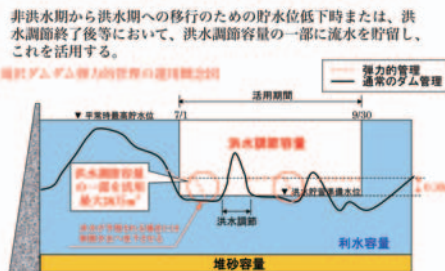 非洪水期から洪水期への移行のための貯水位低下時または、洪
水調節終了後等において、洪水調節容量の一部に流水を貯留し、
これを活用する。
弾力的管理
通常のダム管理
活用期間
▼ 平常時最高貯水位
7/1
9/30
洪水調節容量
洪水調節容量
の一部を活用
▼ 洪水貯留準備水位
洪水調節
利水容量
堆砂容量